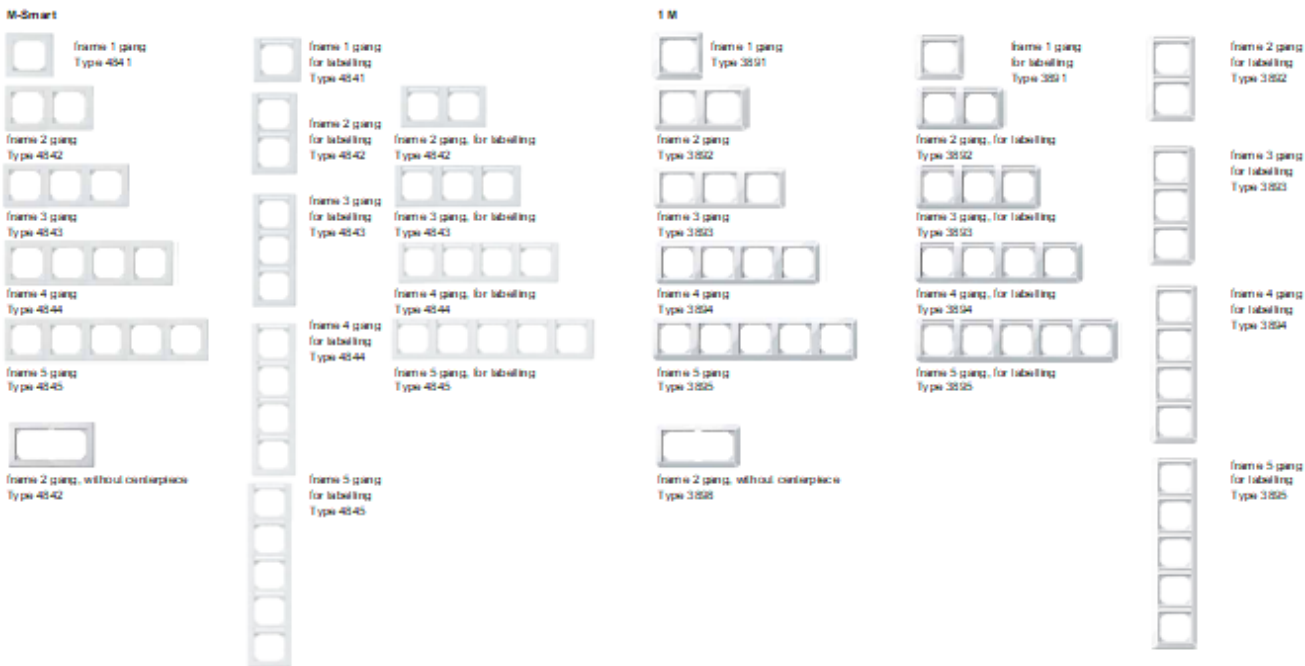 M-Smart
frame 1 gang
Type 4841
frame 2 gang
Type 4842
frame 3 gang
Type 4843
frame 4 gang
Type 4844
frame 5 gang
Type 4845
frame 2 gang, without centerpiece
Type 4842
frame 1 gang
for labelling
Type 4841
frame 2 gang
for labelling
Type 4842
frame 3 gang
for labelling
Type 4843
frame 4 gang
for labelling
Type 4844
frame 5 gang
for labelling
Type 4845
frame 2 gang, for labelling
Type 4842
frame 3 gang, for labelling
Type 4843
frame 4 gang, for labelling
Type 4844
frame 5 gang, for labelling
Type 4845
1 M
frame 1 gang
Type 3891
frame 2 gang
Type 3892
frame 3 gang
Type 3893
frame 4 gang
Type 3894
frame 5 gang
Type 3895
frame 2 gang, without centerpiece
Type 3898
frame 1 gang
for labelling
Type 3891
frame 2 gang, for labelling
Type 3892
frame 3 gang, for labelling
Type 3893
frame 4 gang, for labelling
Type 3894
frame 5 gang, for labelling
Type 3895
frame 2 gang
for labelling
Type 3892
frame 3 gang
for labelling
Type 3893
frame 4 gang
for labelling
Type 3894
frame 5 gang
for labelling
Type 3895